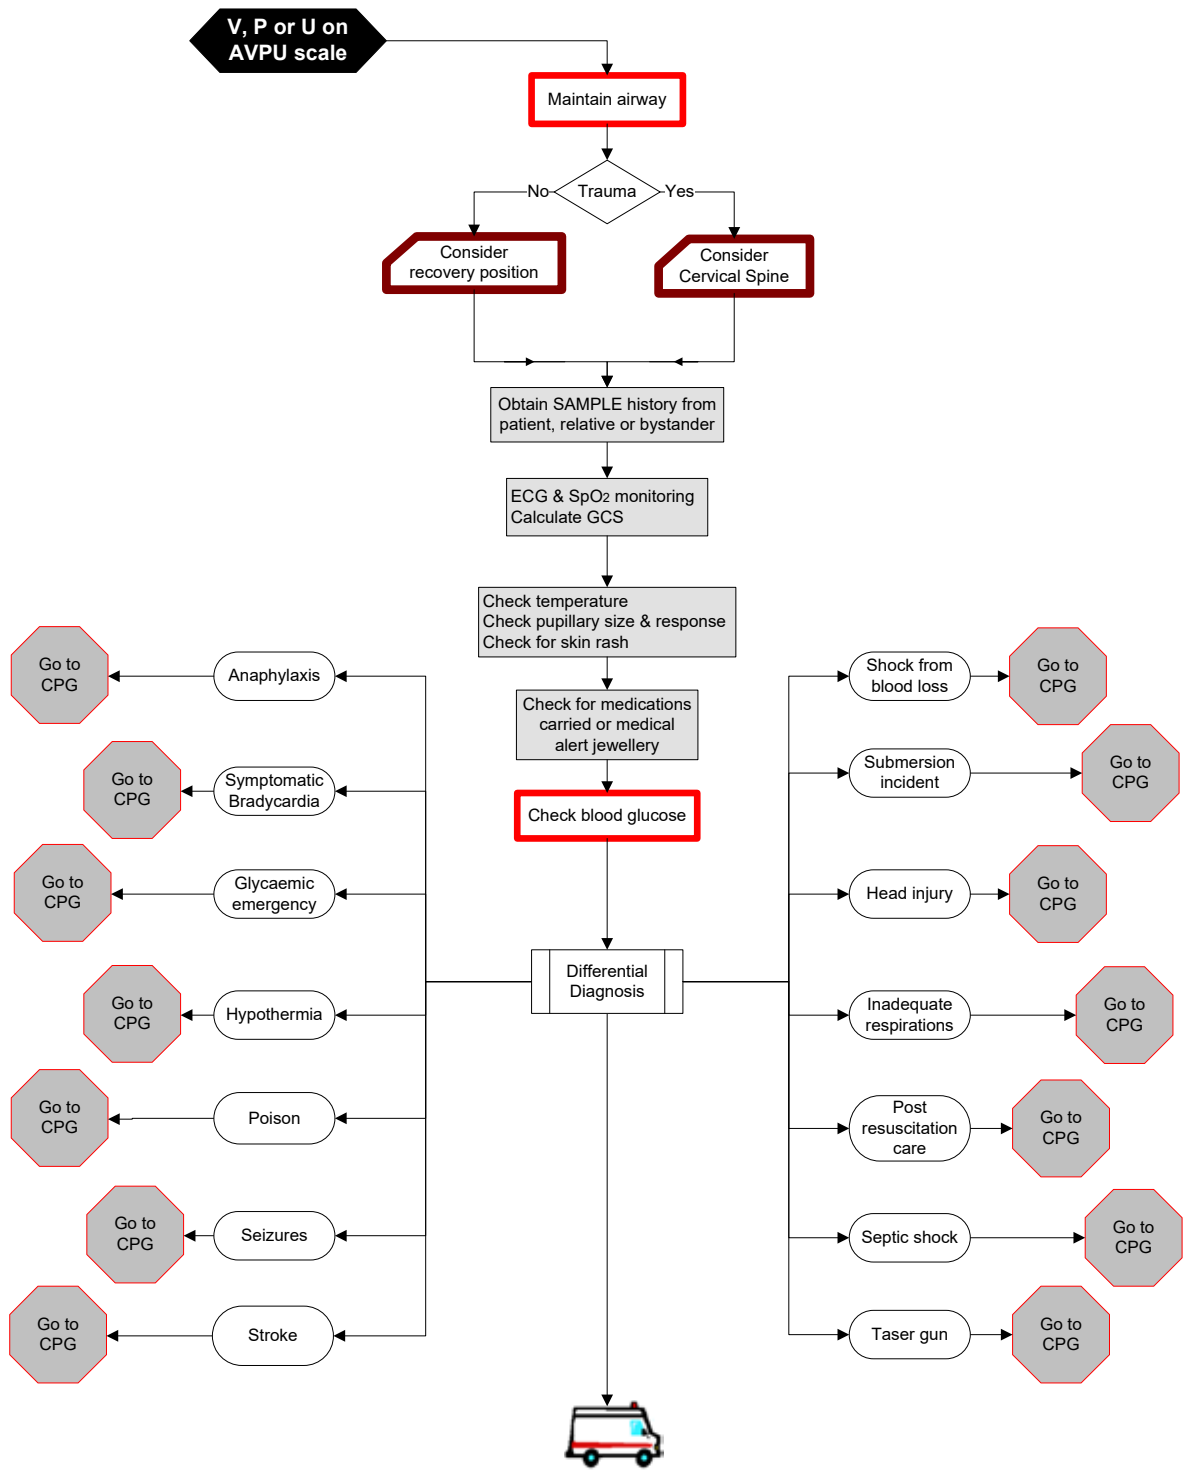 V, P or U on
AVPU scale
Maintain airway
Trauma
No
Yes
Consider
recovery position
Consider
Cervical Spine
Obtain SAMPLE history from
patient, relative or bystander
ECG & SpO2 monitoring
Calculate GCS
Check temperature
Check pupillary size & response
Check for skin rash
Check for medications
carried or medical
alert jewellery
Check blood glucose
Differential
Diagnosis
Anaphylaxis
Go to
CPG
Symptomatic
Bradycardia
Go to
CPG
Glycaemic
emergency
Go to
CPG
Hypothermia
Go to
CPG
Poison
Go to
CPG
Seizures
Go to
CPG
Stroke
Go to
CPG
Shock from
blood loss
Go to
CPG
Submersion
incident
Go to
CPG
Head injury
Go to
CPG
Inadequate
respirations
Go to
CPG
Post
resuscitation
care
Go to
CPG
Septic shock
Go to
CPG
Taser gun
Go to
CPG